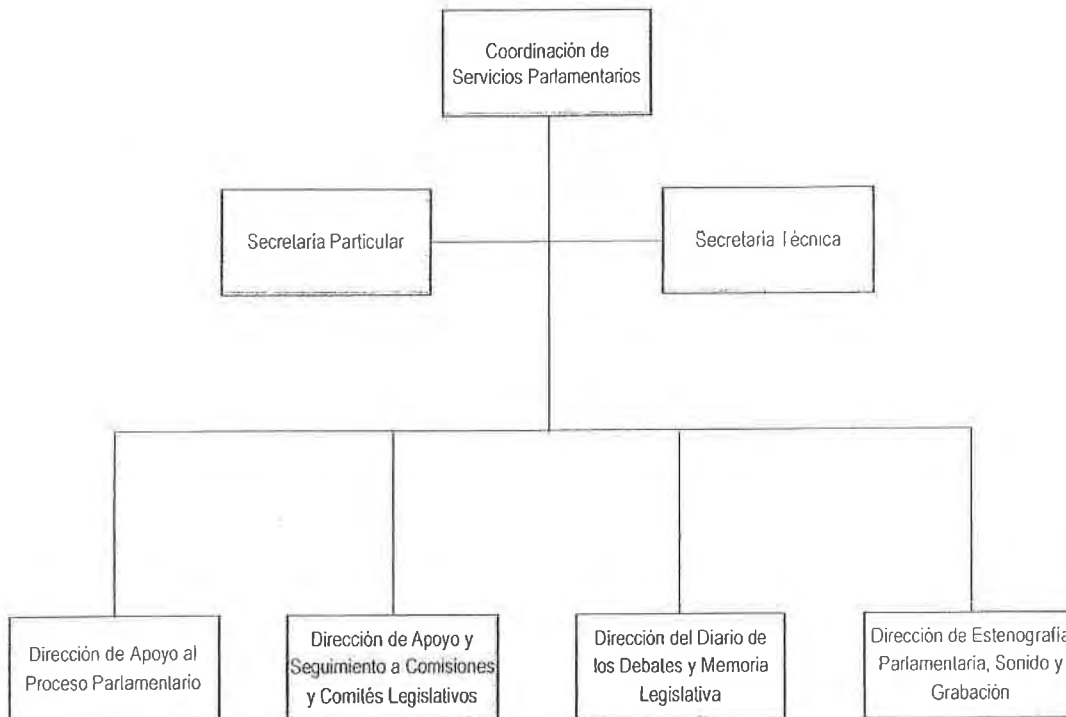 Coordinación de
Servicios Parlamentarios
Secretaría Particular
Secretaria Técnica
Dirección de Apoyo al
Proceso Parlamentario
Dirección de Apoyo y
Seguimiento a Comisiones
y Comités Legislativos
Dirección del Diario de
los Debates y Memoria
Legislativa
Dirección de Estenografía
Parlamentaria, Sonido y
Grabación